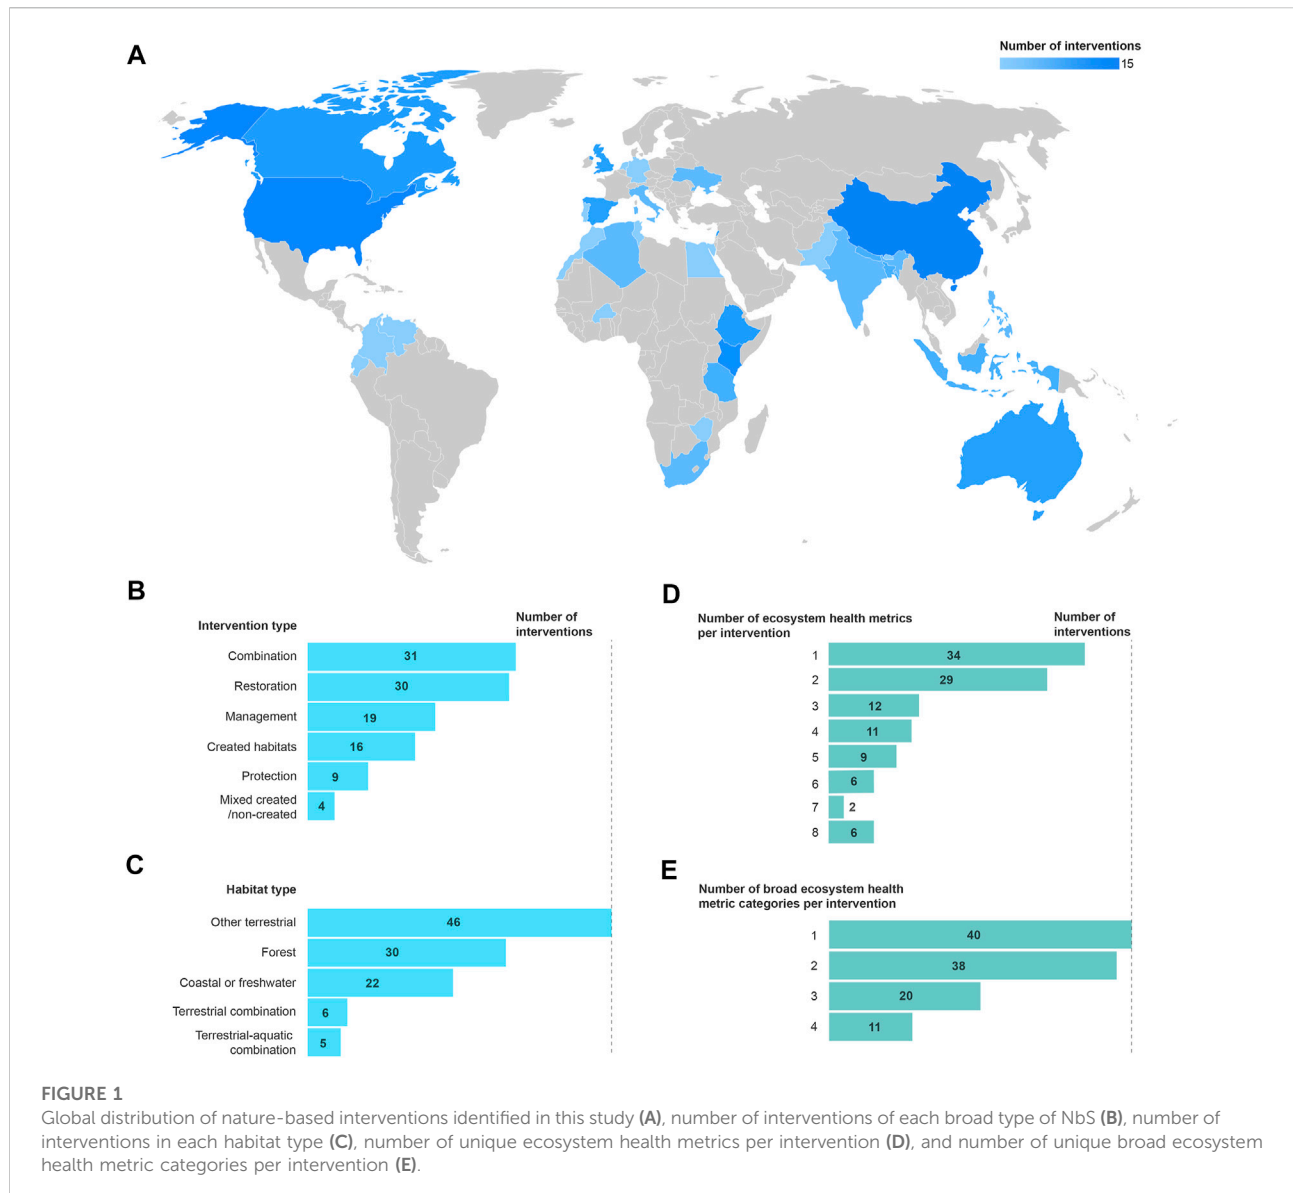 A
Number of interventions
15
B
Intervention type
Number of
interventions
Combination
31
Restoration
30
Management
19
Created habitats
16
Protection
9
Mixed created
/non-created
4
C
Habitat type
Other terrestrial
46
Forest
30
Coastal or freshwater
22
Terrestrial combination
6
Terrestrial-aquatic
combination
5
D
Number of ecosystem health metrics
per intervention
Number of
interventions
1
34
2
29
3
12
4
11
5
9
6
6
7
2
8
6
E
Number of broad ecosystem health
metric categories per intervention
1
40
2
38
3
20
4
11
FIGURE 1
Global distribution of nature-based interventions identified in this study (A), number of interventions of each broad type of NbS (B), number of
interventions in each habitat type (C), number of unique ecosystem health metrics per intervention (D), and number of unique broad ecosystem
health metric categories per intervention (E).